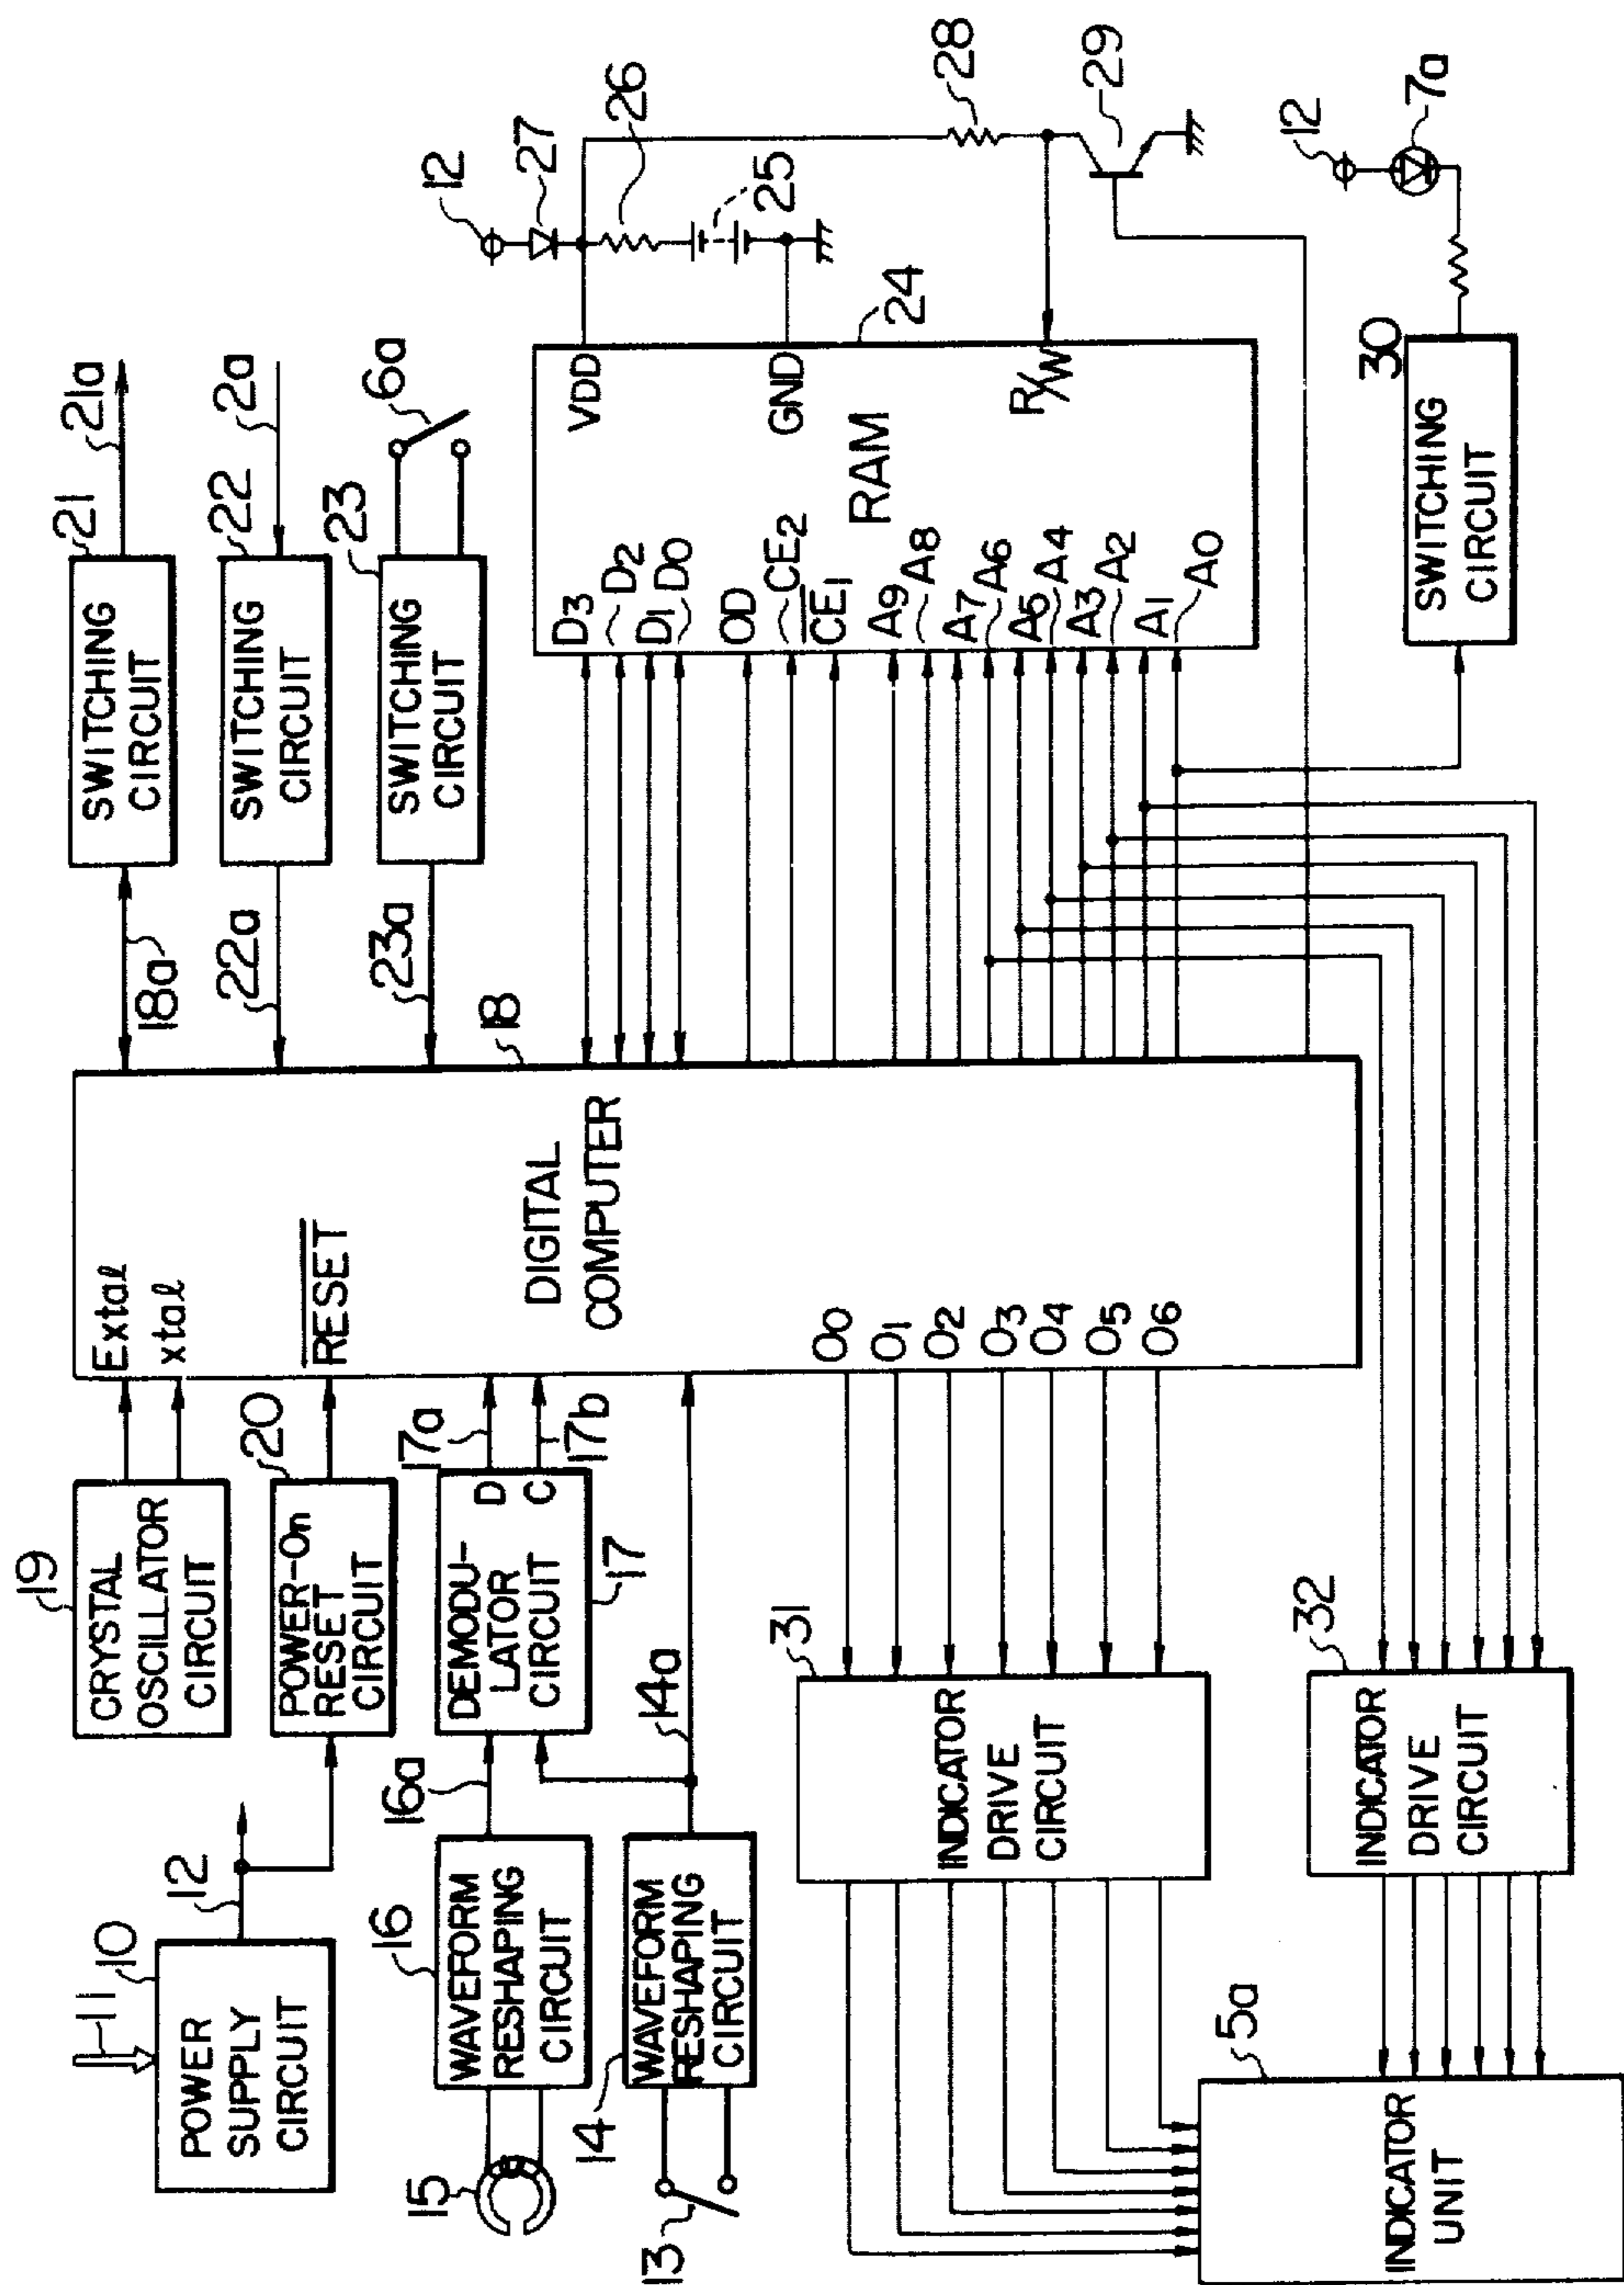 11
10
POWER
SUPPLY
CIRCUIT
12
19
CRYSTAL
OSCILLATOR
CIRCUIT
20
POWER-On
RESET
CIRCUIT
15
16
WAVEFORM
RESHAPING
CIRCUIT
16a
DEMODU-
LATOR
CIRCUIT
D
C
17
17a
17b
13
14
WAVEFORM
RESHAPING
CIRCUIT
14a
Extal
xtal
RESET
DIGITAL
COMPUTER
18
O0
O1
O2
O3
O4
O5
O6
18a
SWITCHING
CIRCUIT
21
21a
22a
SWITCHING
CIRCUIT
22
2a
23a
SWITCHING
CIRCUIT
23
6a
D3
D2
D1
D0
OD
CE2
CE1
A9
A8
A7
A6
A5
A4
A3
A2
A1
A0
RAM
VDD
GND
R/W
24
12
27
26
25
28
29
SWITCHING
CIRCUIT
30
12
7a
31
INDICATOR
DRIVE
CIRCUIT
32
INDICATOR
DRIVE
CIRCUIT
5a
INDICATOR
UNIT